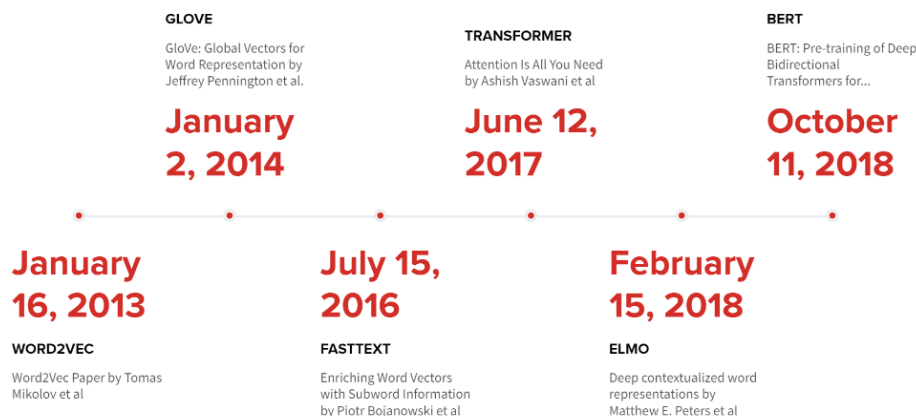 GLOVE
GloVe: Global Vectors for
Word Representation by
Jeffrey Pennington et al.
January
2, 2014
TRANSFORMER
Attention Is All You Need
by Ashish Vaswani et al
June 12,
2017
BERT
BERT: Pre-training of Deep
Bidirectional
Transformers for...
October
11, 2018
January
16, 2013
WORD2VEC
Word2Vec Paper by Tomas
Mikolov et al
July 15,
2016
FASTTEXT
Enriching Word Vectors
with Subword Information
by Piotr Bojanowski et al
February
15, 2018
ELMO
Deep contextualized word
representations by
Matthew E. Peters et al